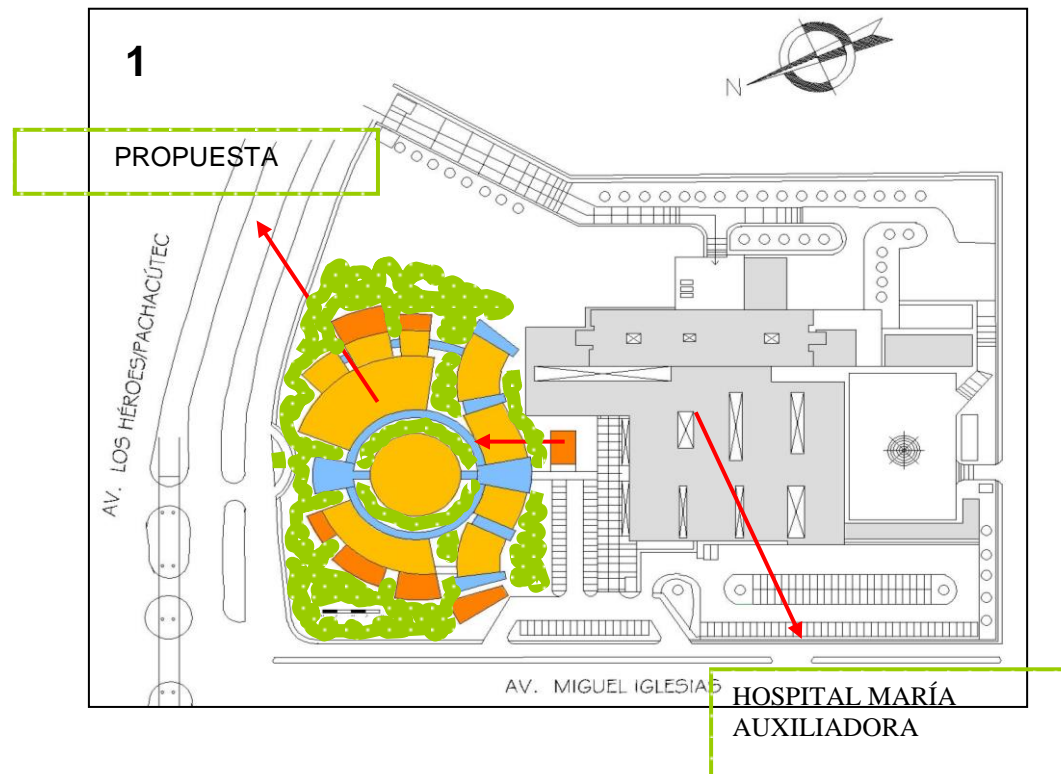 1
N
PROPUESTA
AV. LOS HÉROES/PACHACÚTEC
AV. MIGUEL IGLESIAS
HOSPITAL MARÍA
AUXILIADORA